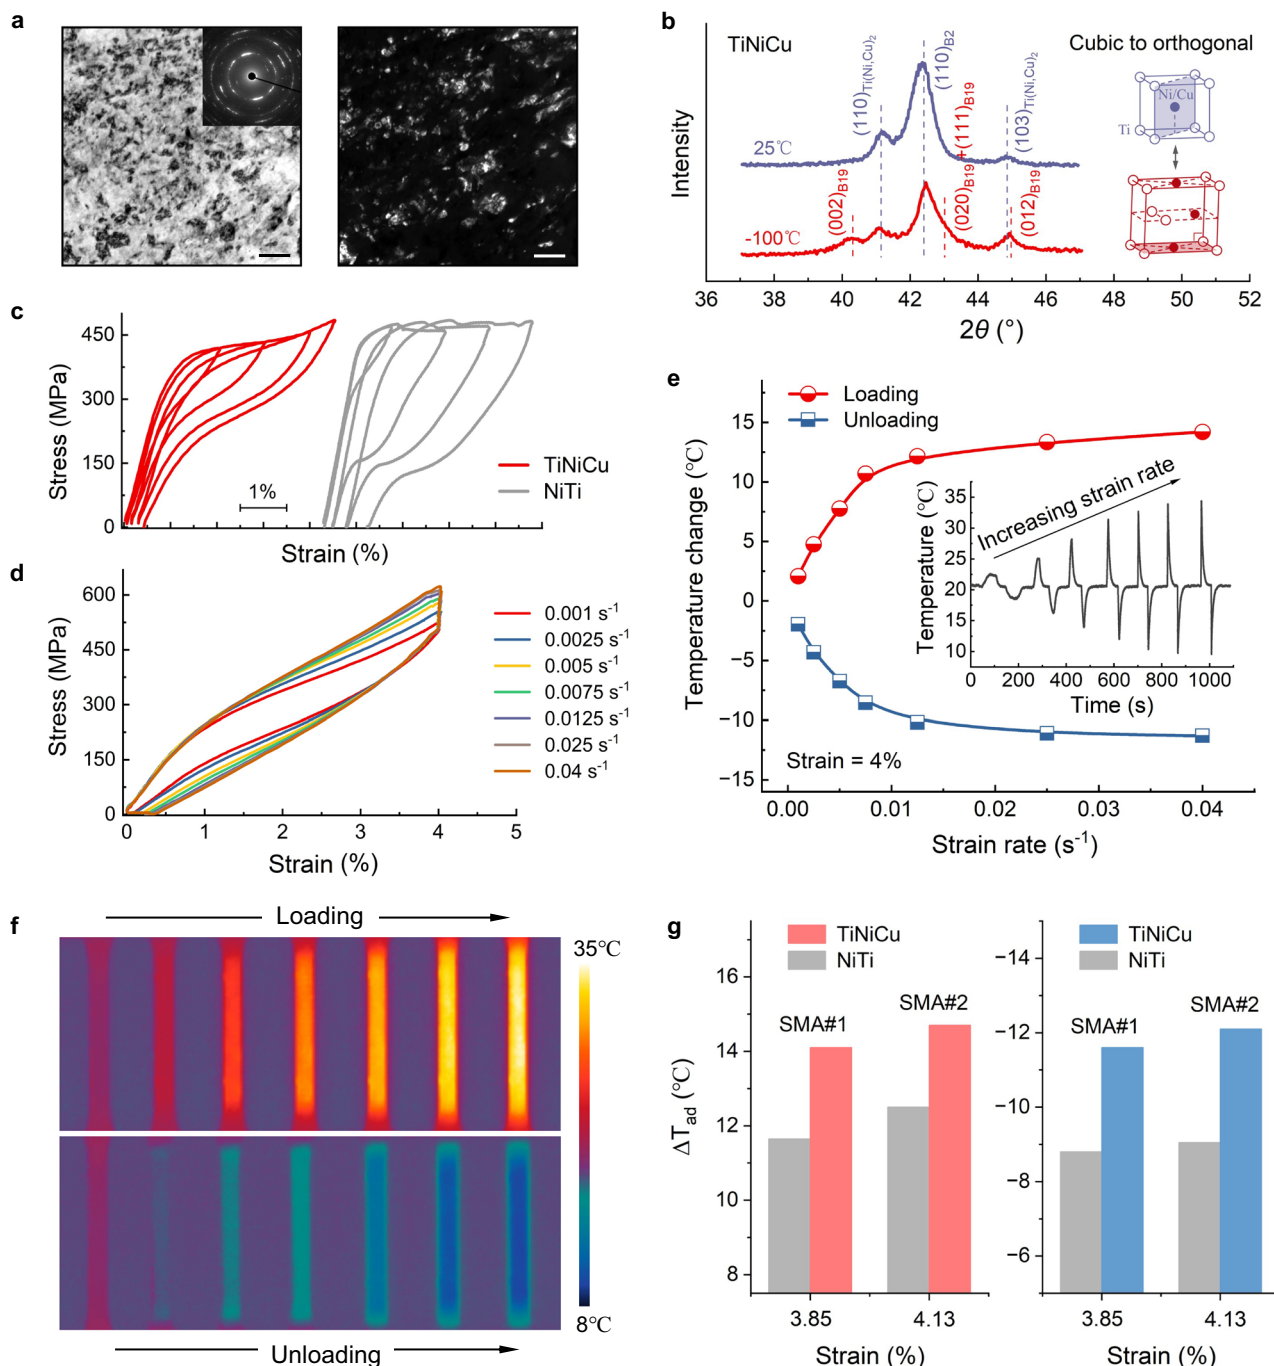 a
b
TiNiCu
Cubic to orthogonal
(110)Ti(Ni,Cu)2
(110)B2
(020)B19+(111)B19
(103)Ti(Ni,Cu)2
(002)B19
(012)B19
25℃
-100℃
Ni/Cu
Ti
Intensity
36 38 40 42 44 46 48 50 52
2θ (°)
c
Stress (MPa)
450
300
150
0
1%
TiNiCu
NiTi
Strain (%)
d
Stress (MPa)
600
450
300
150
0
0 1 2 3 4 5
Strain (%)
0.001 s-1
0.0025 s-1
0.005 s-1
0.0075 s-1
0.0125 s-1
0.025 s-1
0.04 s-1
e
Loading
Unloading
Temperature change (℃)
15
10
5
0
−5
−10
−15
0.00 0.01 0.02 0.03 0.04
Strain rate (s-1)
Strain = 4%
Increasing strain rate
Temperature (℃)
35
30
25
20
15
10
0 200 400 600 800 1000
Time (s)
f
Loading
35℃
8℃
Unloading
g
TiNiCu
NiTi
SMA#1
SMA#2
ΔTad (℃)
16
14
12
10
8
3.85 4.13
Strain (%)
TiNiCu
NiTi
SMA#1
SMA#2
−14
−12
−10
−8
−6
3.85 4.13
Strain (%)